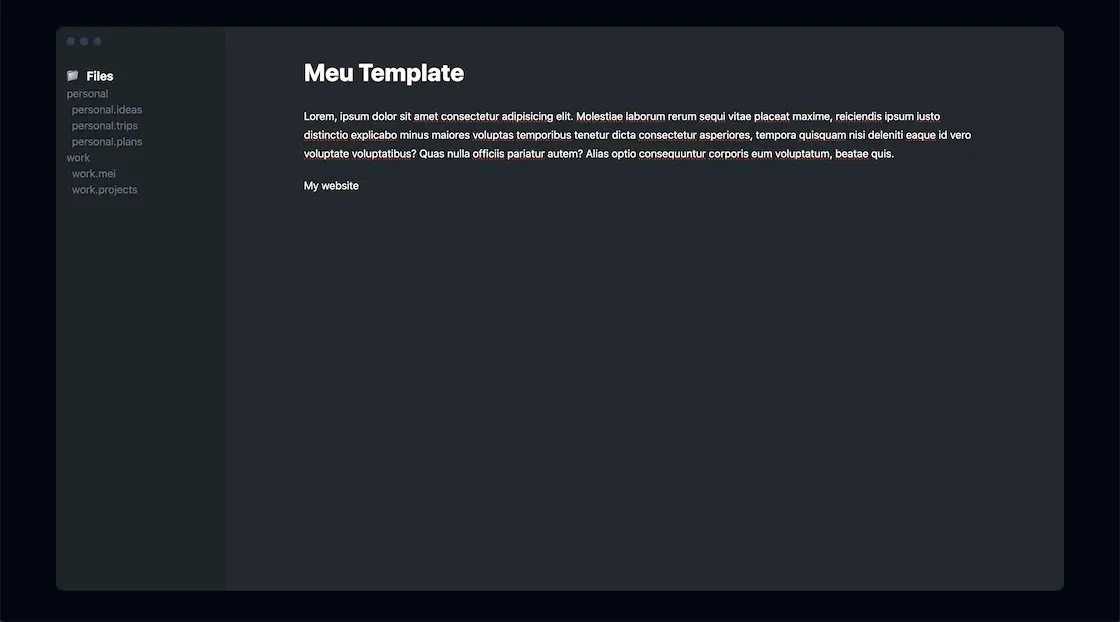 Files
personal
personal.ideas
personal.trips
personal.plans
work
work.mei
work.projects
Meu Template
Lorem, ipsum dolor sit amet consectetur adipisicing elit. Molestiae laborum rerum sequi vitae placeat maxime, reiciendis ipsum iusto
distinctio explicabo minus maiores voluptas temporibus tenetur dicta consectetur asperiores, tempora quisquam nisi deleniti eaque id vero
voluptate voluptatibus? Quas nulla officiis pariatur autem? Alias optio consequuntur corporis eum voluptatum, beatae quis.
My website